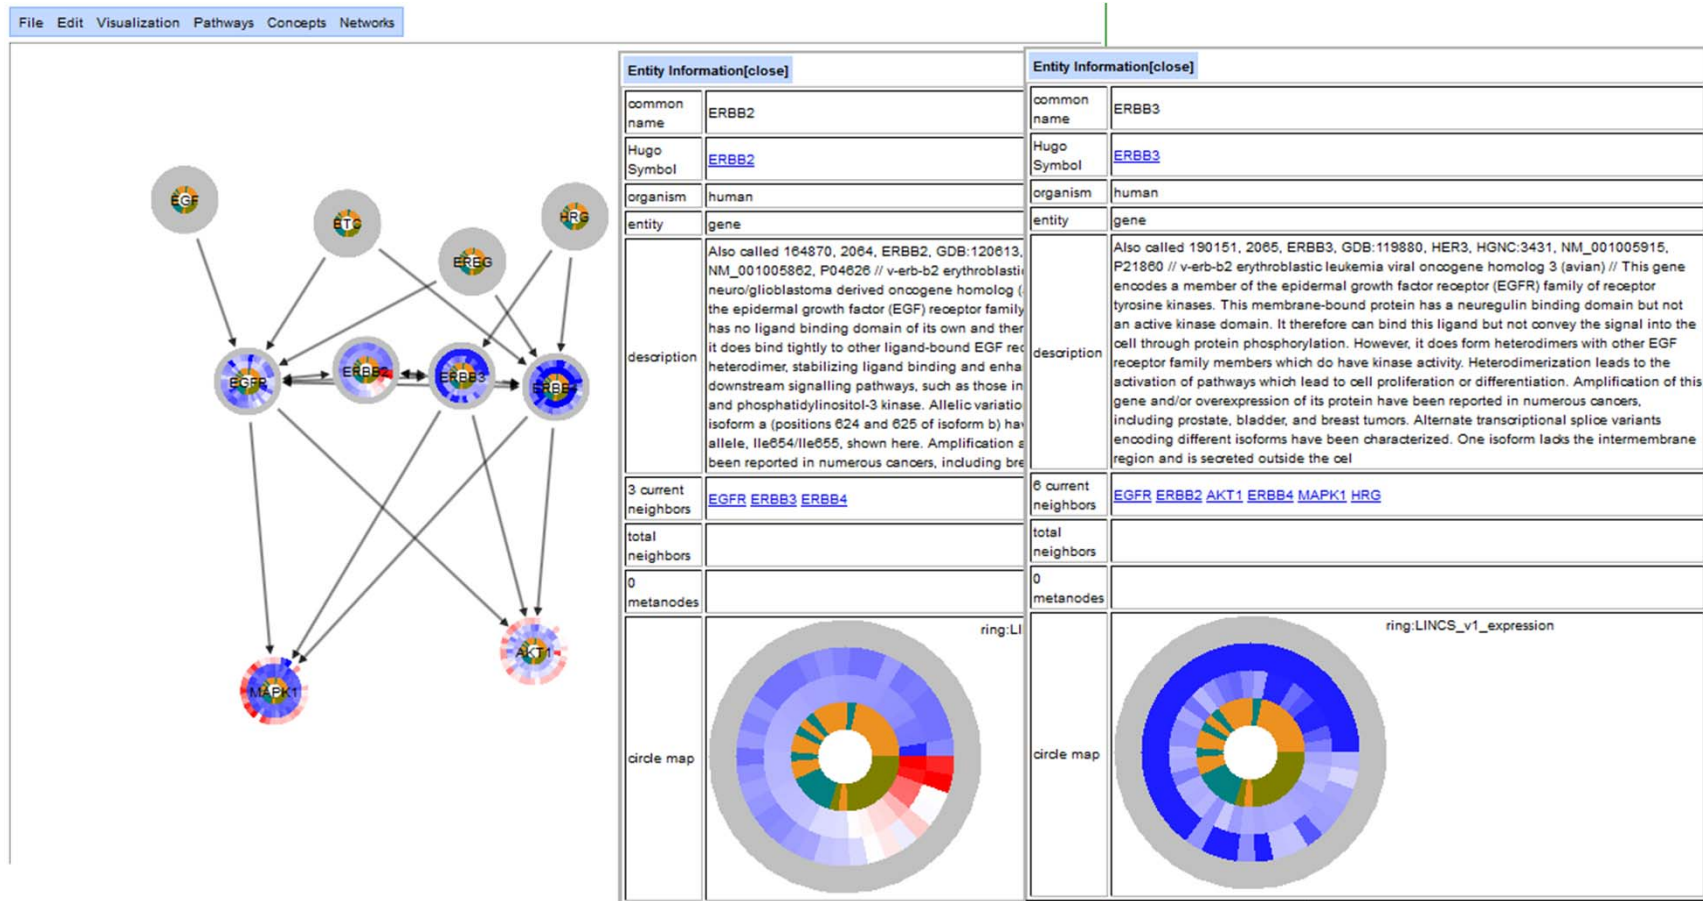 File Edit Visualization Pathways Concepts Networks
EGF
BTC
EREG
HRG
EGFR
ERBB2
ERBB3
ERBB4
MAPK1
AKT1
Entity Information[close]
common
name
ERBB2
Hugo
Symbol
ERBB2
organism
human
entity
gene
description
Also called 164870, 2064, ERBB2, GDB:120613,
NM_001005862, P04626 // v-erb-b2 erythroblastic
neuro/glioblastoma derived oncogene homolog (
the epidermal growth factor (EGF) receptor family
has no ligand binding domain of its own and ther
it does bind tightly to other ligand-bound EGF rec
heterodimer, stabilizing ligand binding and enha
downstream signalling pathways, such as those in
and phosphatidylinositol-3 kinase. Allelic variatio
isoform a (positions 624 and 625 of isoform b) hav
allele, Ile654/Ile655, shown here. Amplification a
been reported in numerous cancers, including bre
3 current
neighbors
EGFR ERBB3 ERBB4
total
neighbors
0
metanodes
circle map
ring:LI
Entity Information[close]
common
name
ERBB3
Hugo
Symbol
ERBB3
organism
human
entity
gene
description
Also called 190151, 2065, ERBB3, GDB:119880, HER3, HGNC:3431, NM_001005915,
P21860 // v-erb-b2 erythroblastic leukemia viral oncogene homolog 3 (avian) // This gene
encodes a member of the epidermal growth factor receptor (EGFR) family of receptor
tyrosine kinases. This membrane-bound protein has a neuregulin binding domain but not
an active kinase domain. It therefore can bind this ligand but not convey the signal into the
cell through protein phosphorylation. However, it does form heterodimers with other EGF
receptor family members which do have kinase activity. Heterodimerization leads to the
activation of pathways which lead to cell proliferation or differentiation. Amplification of this
gene and/or overexpression of its protein have been reported in numerous cancers,
including prostate, bladder, and breast tumors. Alternate transcriptional splice variants
encoding different isoforms have been characterized. One isoform lacks the intermembrane
region and is secreted outside the cel
6 current
neighbors
EGFR ERBB2 AKT1 ERBB4 MAPK1 HRG
total
neighbors
0
metanodes
circle map
ring:LINCS_v1_expression